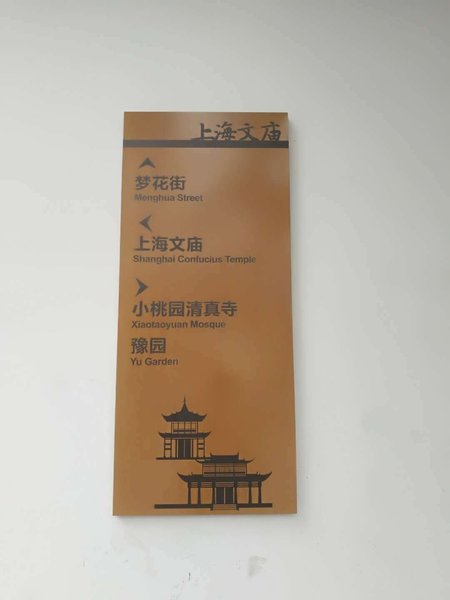 上海文庙
梦花街
Menghua Street
上海文庙
Shanghai Confucius Temple
小桃园清真寺
Xiaotaoyuan Mosque
豫园
Yu Garden